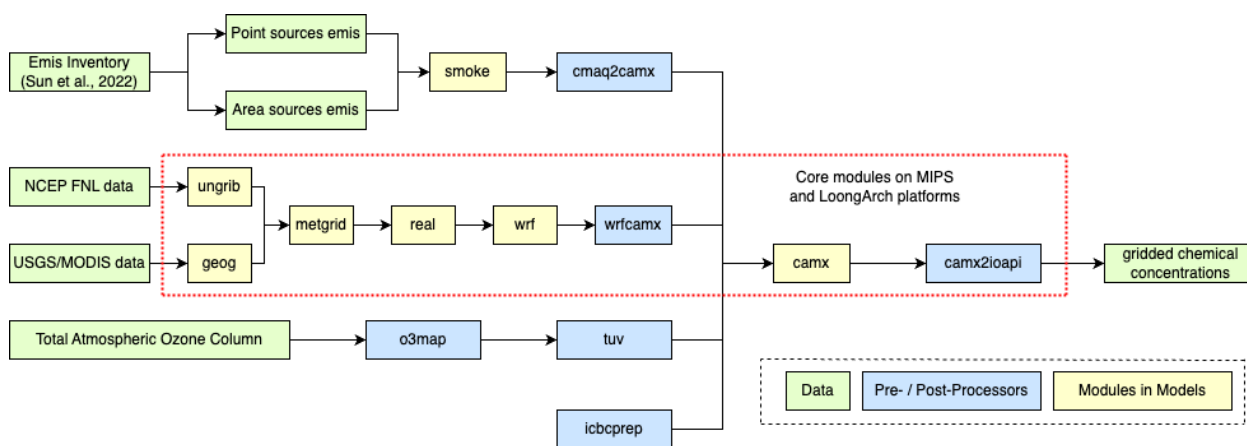 Point sources emis
Emis Inventory
(Sun et al., 2022)
smoke
cmaq2camx
Area sources emis
Core modules on MIPS
and LoongArch platforms
NCEP FNL data
ungrib
metgrid
real
wrf
wrfcamx
USGS/MODIS data
geog
camx
camx2ioapi
gridded chemical
concentrations
Total Atmospheric Ozone Column
o3map
tuv
Data
Pre- / Post-Processors
Modules in Models
icbcprep